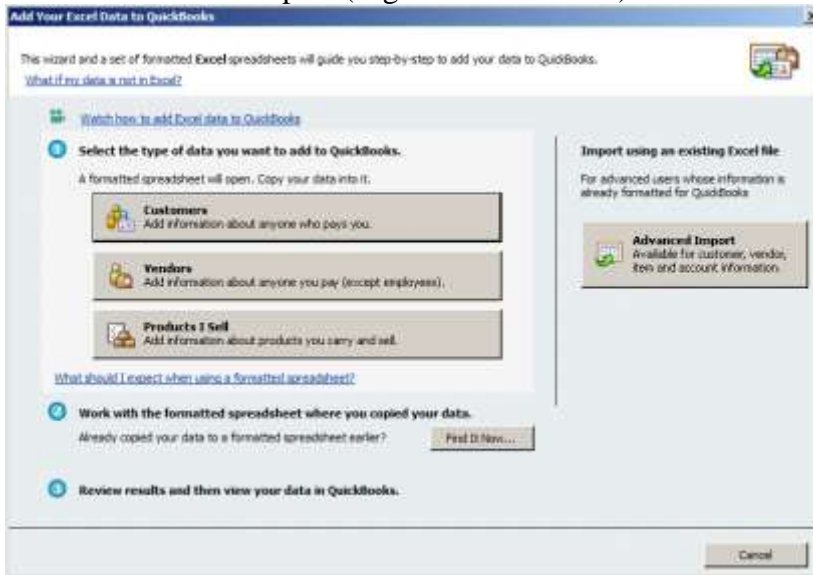 Add Your Excel Data to QuickBooks
This wizard and a set of formatted Excel spreadsheets will guide you step-by-step to add your data to QuickBooks.
What if my data is not in Excel?
Watch how to add Excel data to QuickBooks
1 Select the type of data you want to add to QuickBooks.
A formatted spreadsheet will open. Copy your data into it.
Customers
Add information about anyone who pays you.
Vendors
Add information about anyone you pay (except employees).
Products I Sell
Add information about products you carry and sell.
What should I expect when using a formatted spreadsheet?
Import using an existing Excel file
For advanced users whose information is
already formatted for QuickBooks
Advanced Import
Available for customer, vendor,
item and account information.
2 Work with the formatted spreadsheet where you copied your data.
Already copied your data to a formatted spreadsheet earlier?
Find It Now...
3 Review results and then view your data in QuickBooks.
Cancel